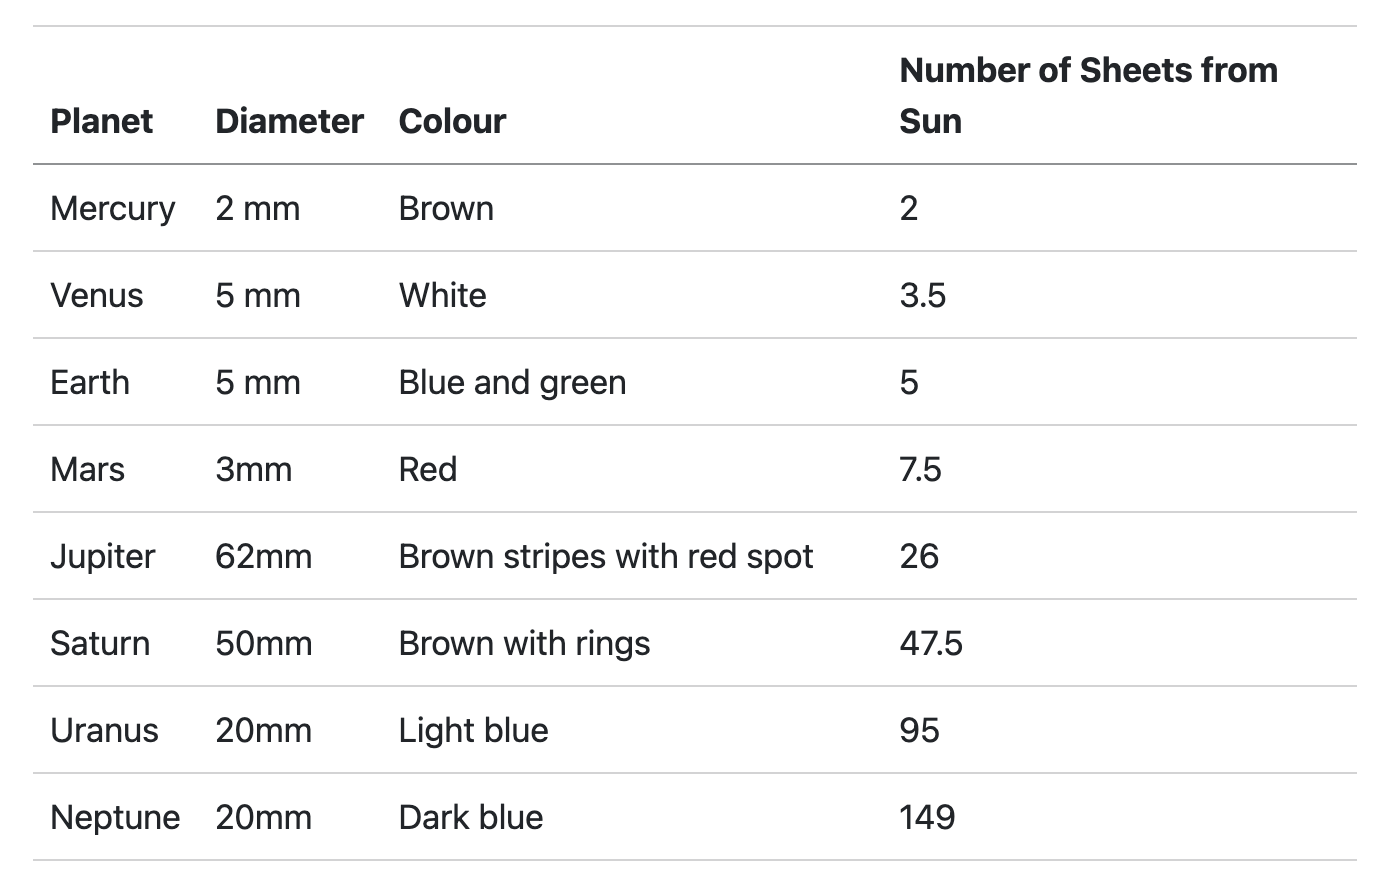 Planet Diameter Colour Number of Sheets from
Sun
Mercury 2 mm Brown 2
Venus 5 mm White 3.5
Earth 5 mm Blue and green 5
Mars 3mm Red 7.5
Jupiter 62mm Brown stripes with red spot 26
Saturn 50mm Brown with rings 47.5
Uranus 20mm Light blue 95
Neptune 20mm Dark blue 149